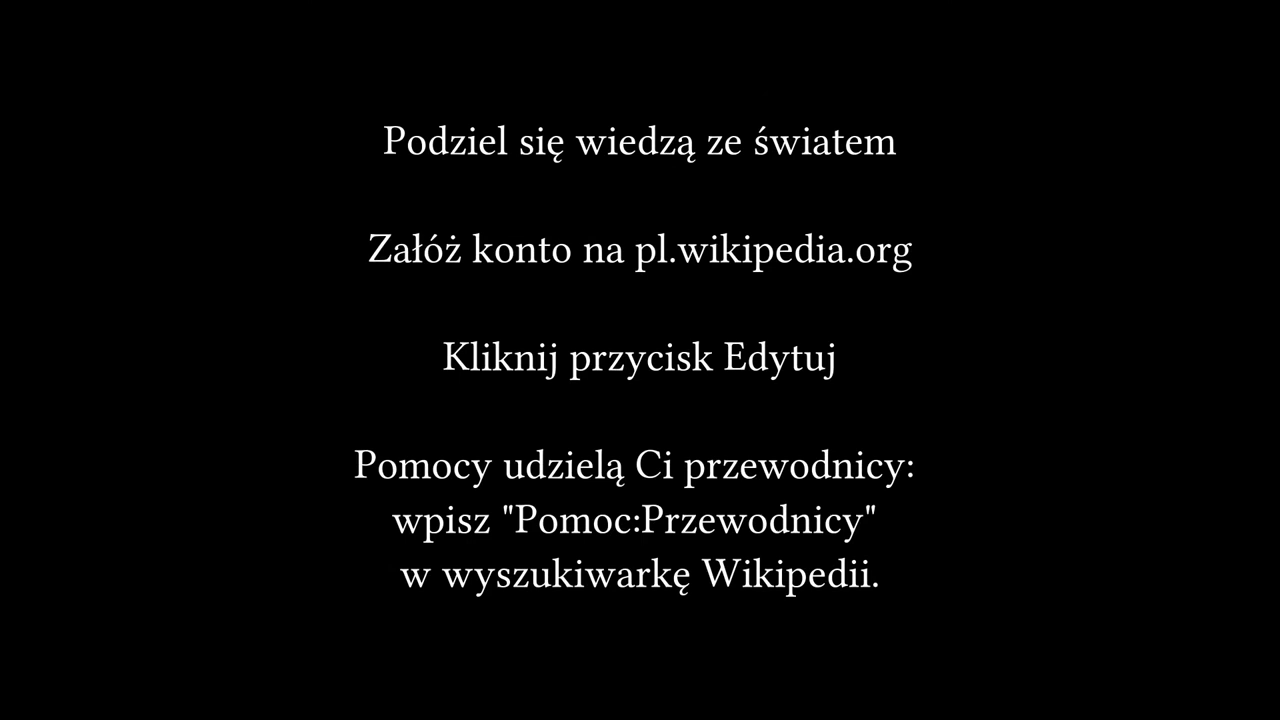 Podziel się wiedzą ze światem
Załóż konto na pl.wikipedia.org
Kliknij przycisk Edytuj
Pomocy udzielą Ci przewodnicy:
wpisz "Pomoc:Przewodnicy"
w wyszukiwarkę Wikipedii.